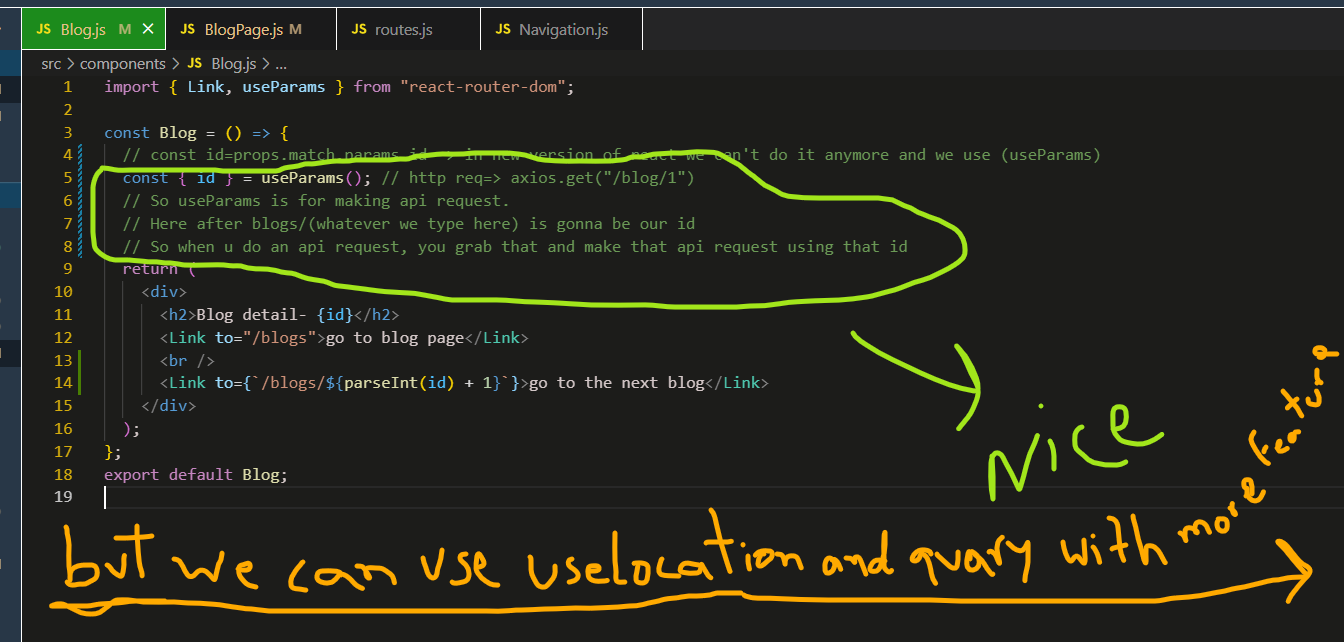 JS Blog.js M × JS BlogPage.js M JS routes.js JS Navigation.js
src > components > JS Blog.js > ...
1 import { Link, useParams } from "react-router-dom";
2
3 const Blog = () => {
4 // const id=props.match.params.id => in new version of react we can't do it anymore and we use (useParams)
5 const { id } = useParams(); // http req=> axios.get("/blog/1")
6 // So useParams is for making api request.
7 // Here after blogs/(whatever we type here) is gonna be our id
8 // So when u do an api request, you grab that and make that api request using that id
9 return (
10 <div>
11 <h2>Blog detail- {id}</h2>
12 <Link to="/blogs">go to blog page</Link>
13 <br />
14 <Link to={`/blogs/${parseInt(id) + 1}`}>go to the next blog</Link>
15 </div>
16 );
17 };
18 export default Blog;
19
Nice
but we can use uselocation and quary with more feature